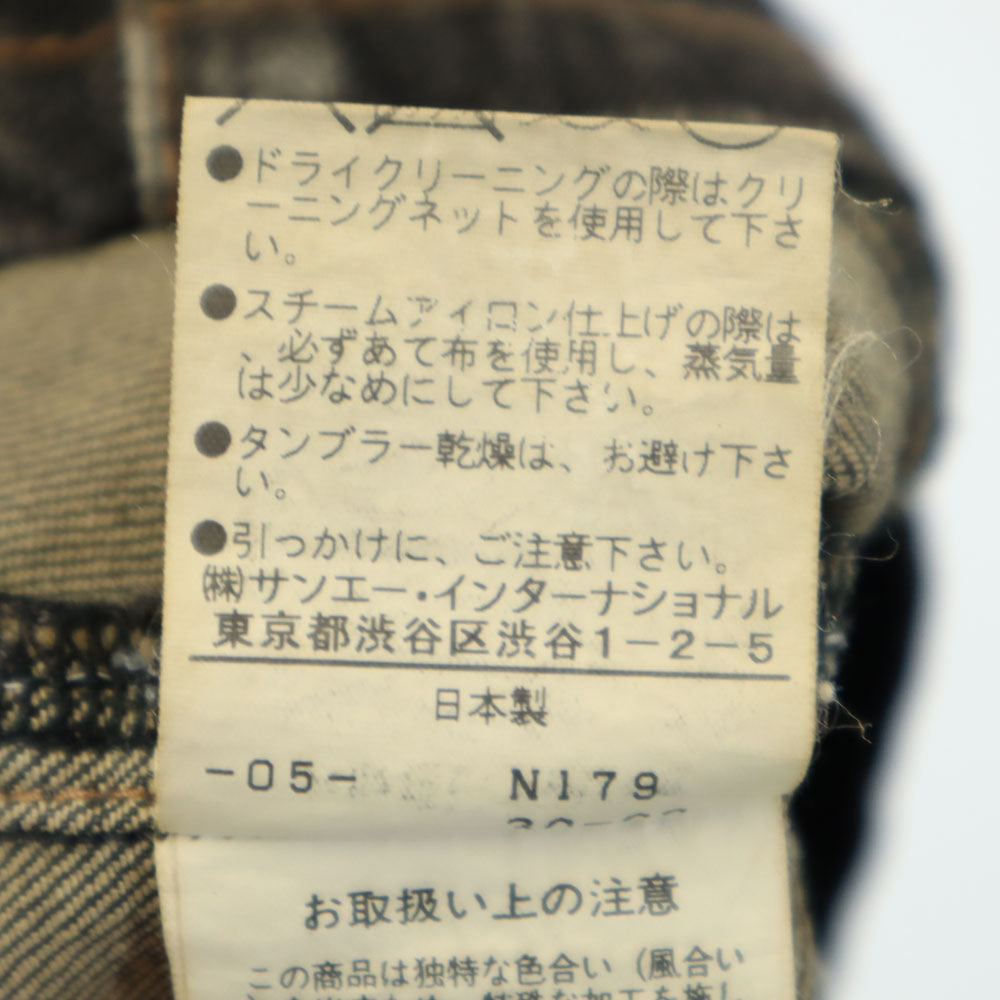 ●ドライクリーニングの際はクリ
ーニングネットを使用して下さ
い。
●スチームアイロン仕上げの際は
、必ずあて布を使用し、蒸気量
は少なめにして下さい。
●タンブラー乾燥は、お避け下さ
い。
●引っかけに、ご注意下さい。
㈱サンエー・インターナショナル
東京都渋谷区渋谷1-2-5
日本製
-05- N179
お取扱い上の注意
この商品は独特な色合い（風合い